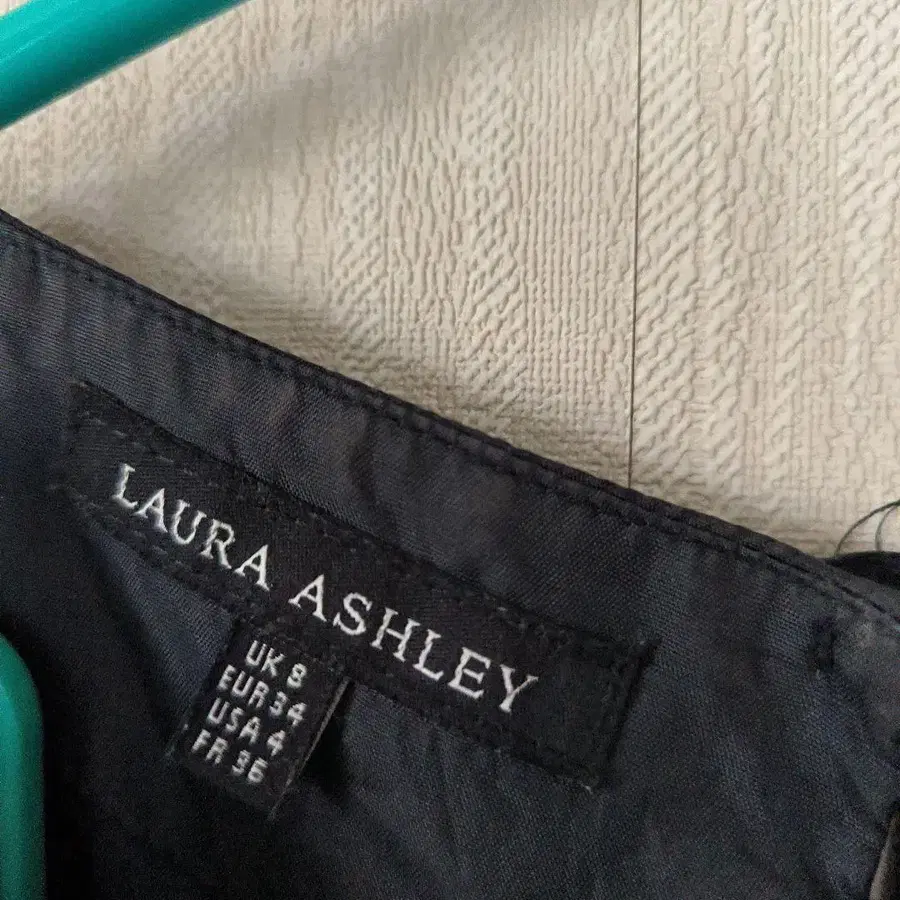 LAURA ASHLEY
UK 8
EUR 34
USA 4
FR 36